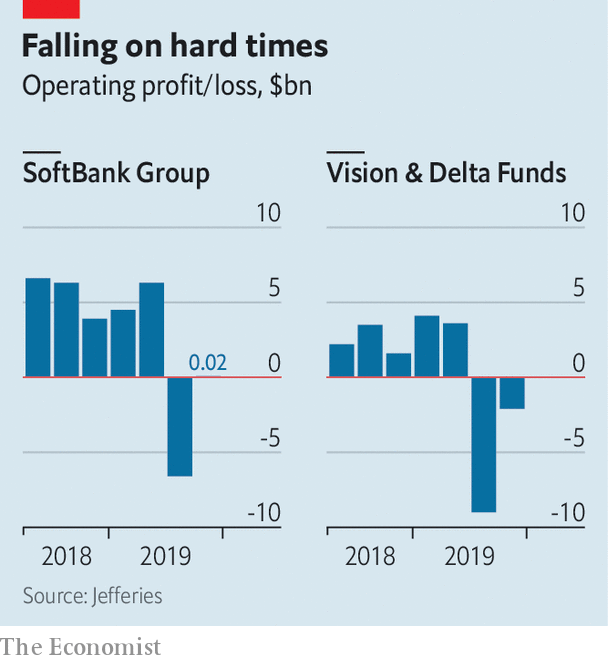 Falling on hard times
Operating profit/loss, $bn
SoftBank Group
10
5
0.02
0
-5
-10
2018
2019
Vision & Delta Funds
10
5
0
-5
-10
2018
2019
Source: Jefferies
The Economist